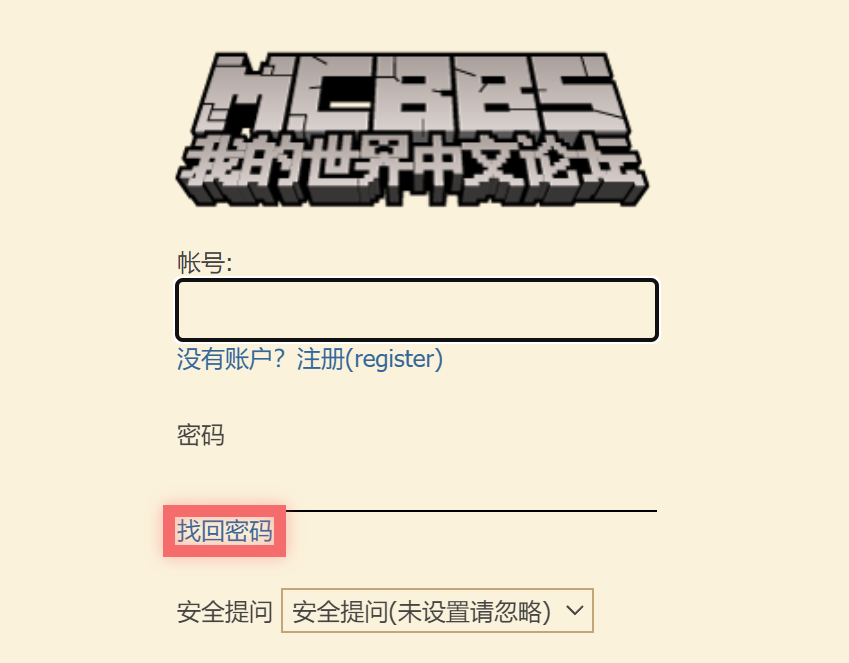 MCBBS
我的世界中文论坛
帐号:
没有账户？注册(register)
密码
找回密码
安全提问 安全提问(未设置请忽略)